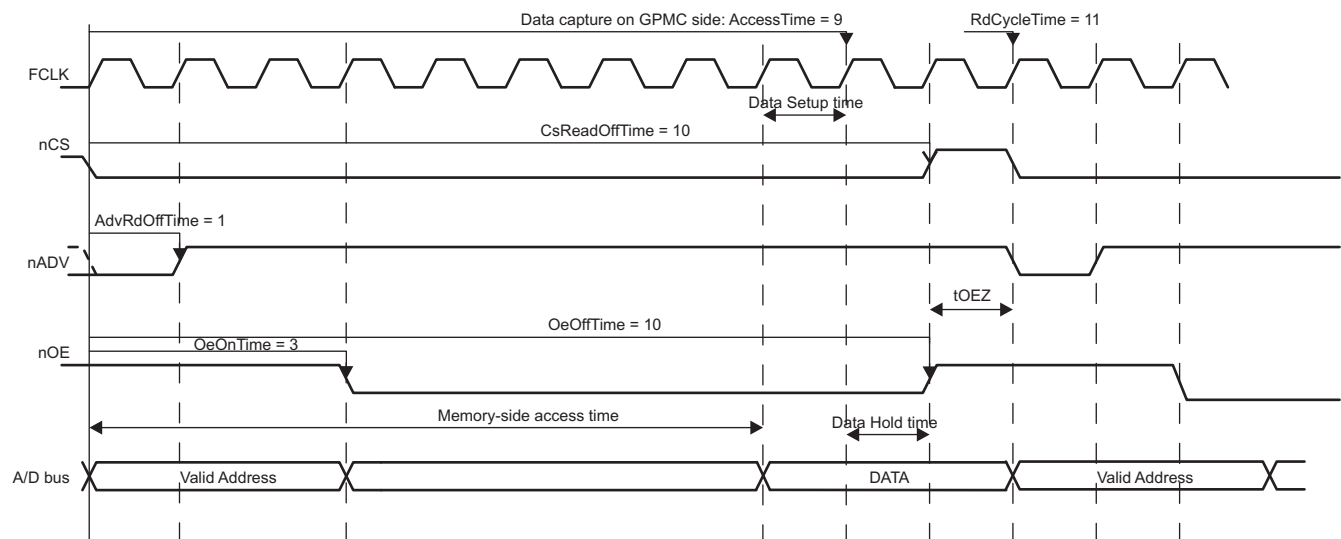 Data capture on GPMC side: AccessTime = 9
RdCycleTime = 11
FCLK
Data Setup time
nCS
CsReadOffTime = 10
AdvRdOffTime = 1
nADV
tOEZ
OeOffTime = 10
nOE
OeOnTime = 3
Memory-side access time
Data Hold time
A/D bus
Valid Address
DATA
Valid Address